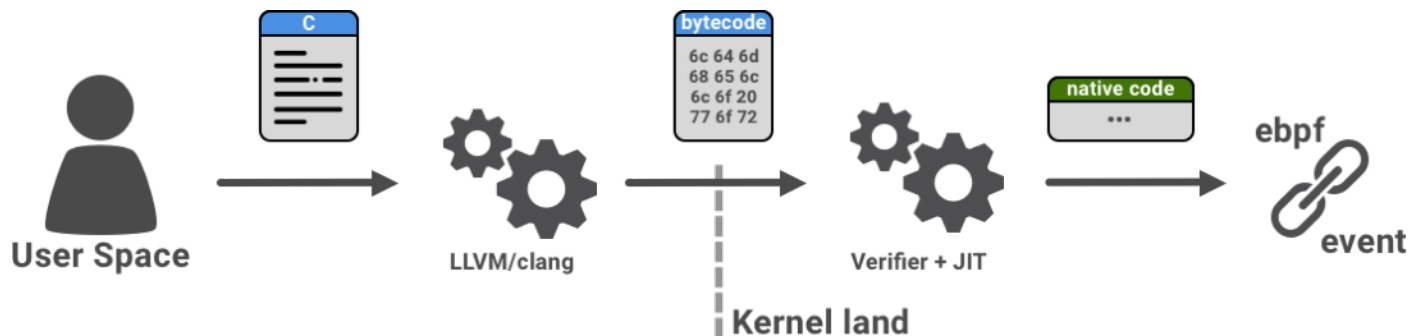 C
bytecode
6c 64 6d
68 65 6c
6c 6f 20
77 6f 72
native code
...
ebpf
event
User Space
LLVM/clang
Verifier + JIT
Kernel land